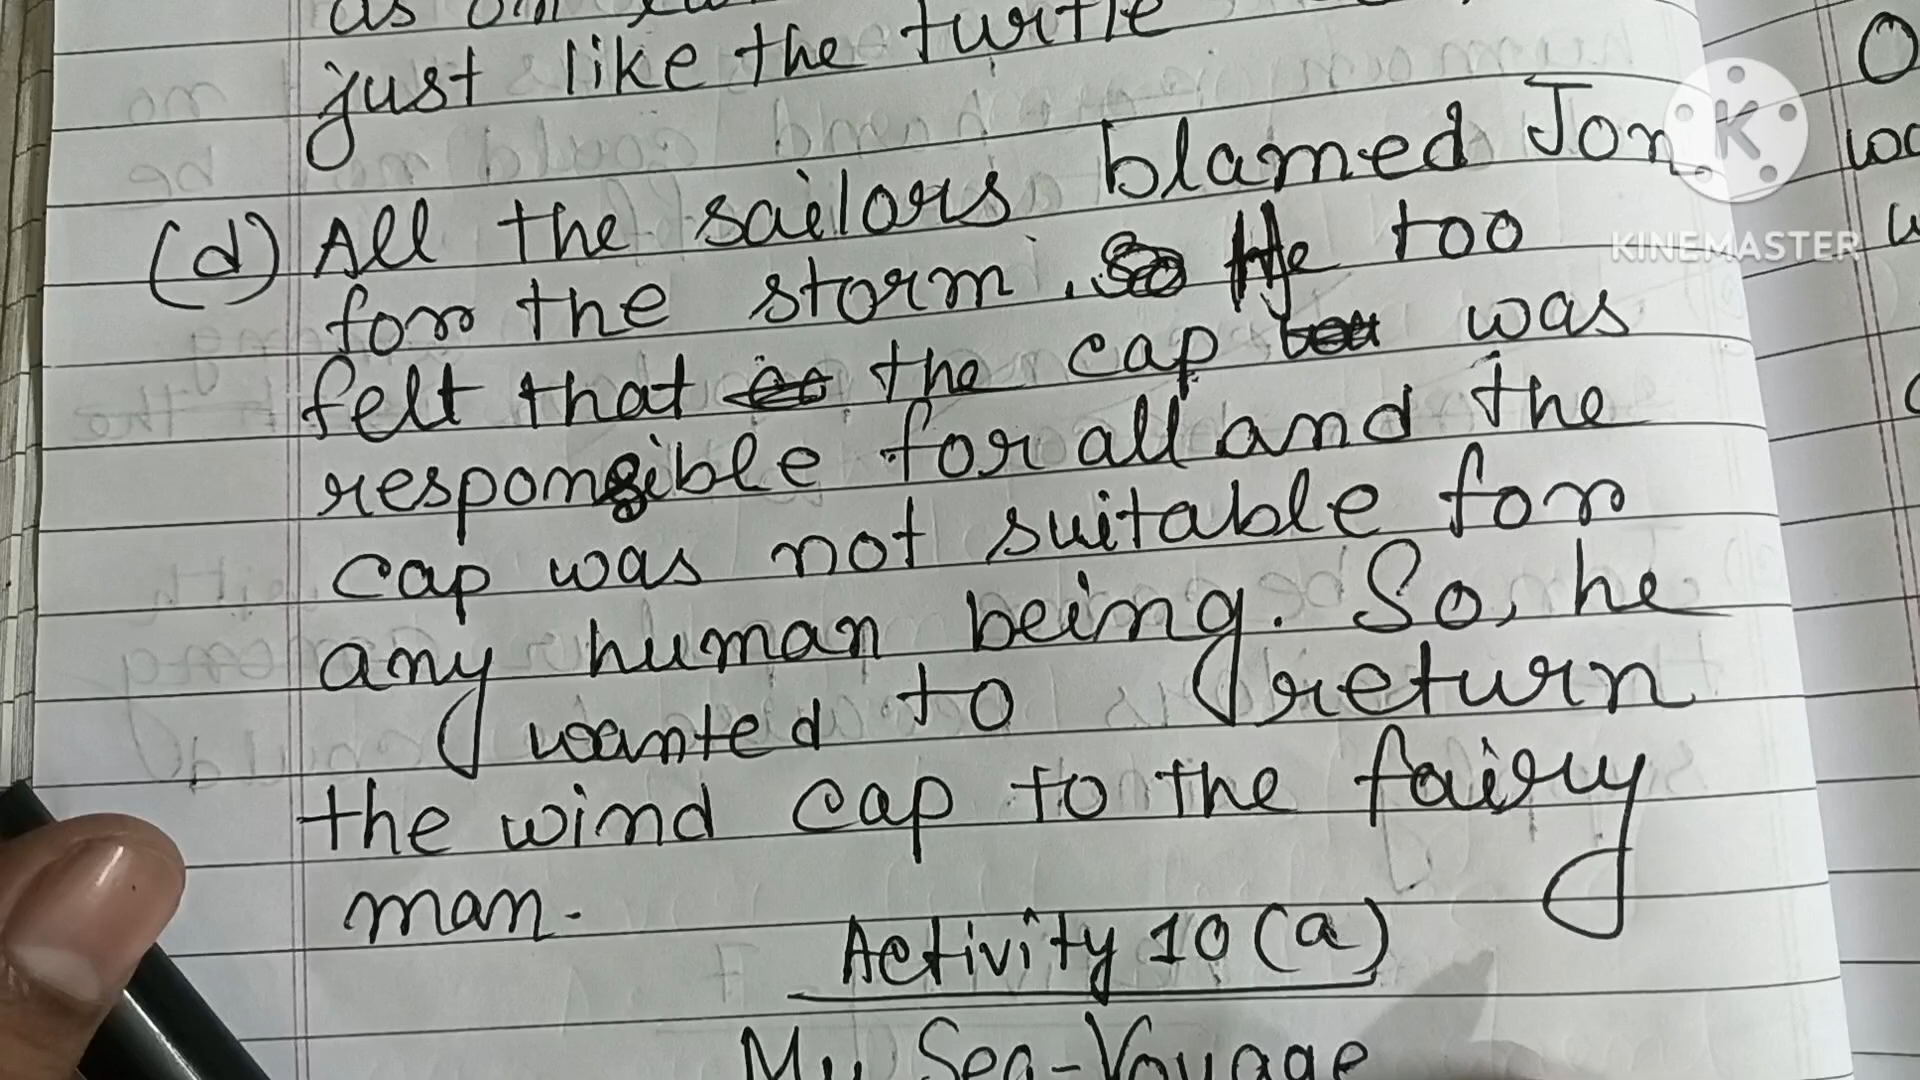 just like the turtle
(d) All the sailors blamed Jon
for the storm. He too
felt that the cap was
responsible for all and the
cap was not suitable for
any human being. So, he
wanted to return
the wind cap to the fairy
man.
Activity 10 (a)
My Sea-Voyage
KINEMASTER